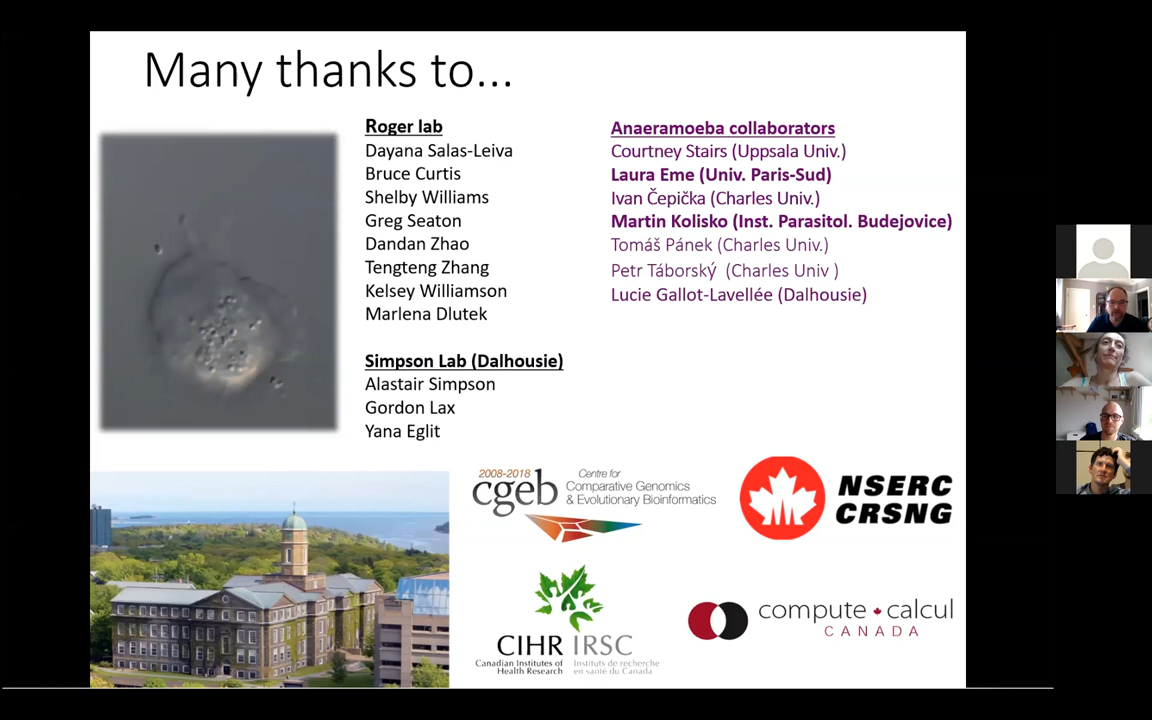 Many thanks to...
Roger lab
Dayana Salas-Leiva
Bruce Curtis
Shelby Williams
Greg Seaton
Dandan Zhao
Tengteng Zhang
Kelsey Williamson
Marlena Dlutek
Simpson Lab (Dalhousie)
Alastair Simpson
Gordon Lax
Yana Eglit
Anaeramoeba collaborators
Courtney Stairs (Uppsala Univ.)
Laura Eme (Univ. Paris-Sud)
Ivan Čepička (Charles Univ.)
Martin Kolisko (Inst. Parasitol. Budejovice)
Tomáš Pánek (Charles Univ.)
Petr Táborský (Charles Univ )
Lucie Gallot-Lavellée (Dalhousie)
2008-2018
cgeb
Centre for
Comparative Genomics
& Evolutionary Bioinformatics
NSERC
CRSNG
CIHR IRSC
Canadian Institutes of
Health Research
Instituts de recherche
en santé du Canada
compute calcul
CANADA